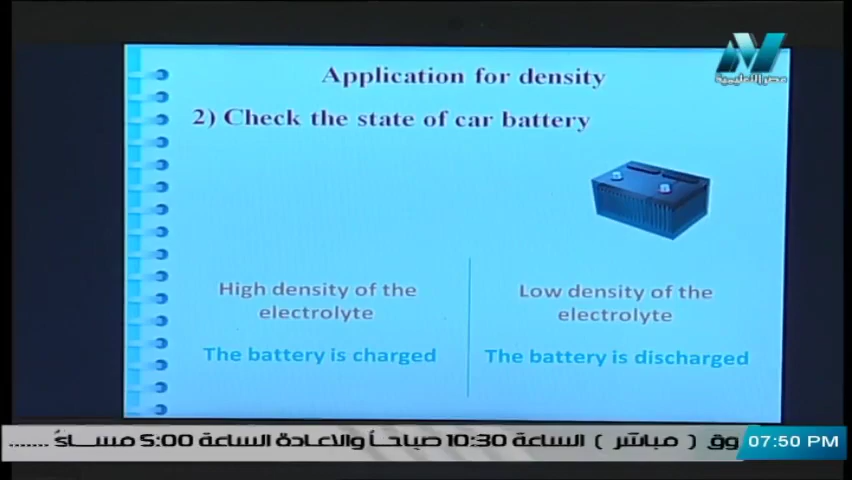 Application for density
مصر التعليمية
2) Check the state of car battery
High density of the
electrolyte
Low density of the
electrolyte
The battery is charged
The battery is discharged
وق ( مباشر ) الساعة 10:30 صباحاً والاعادة الساعة 5:00 مساءً .......
07:50 PM